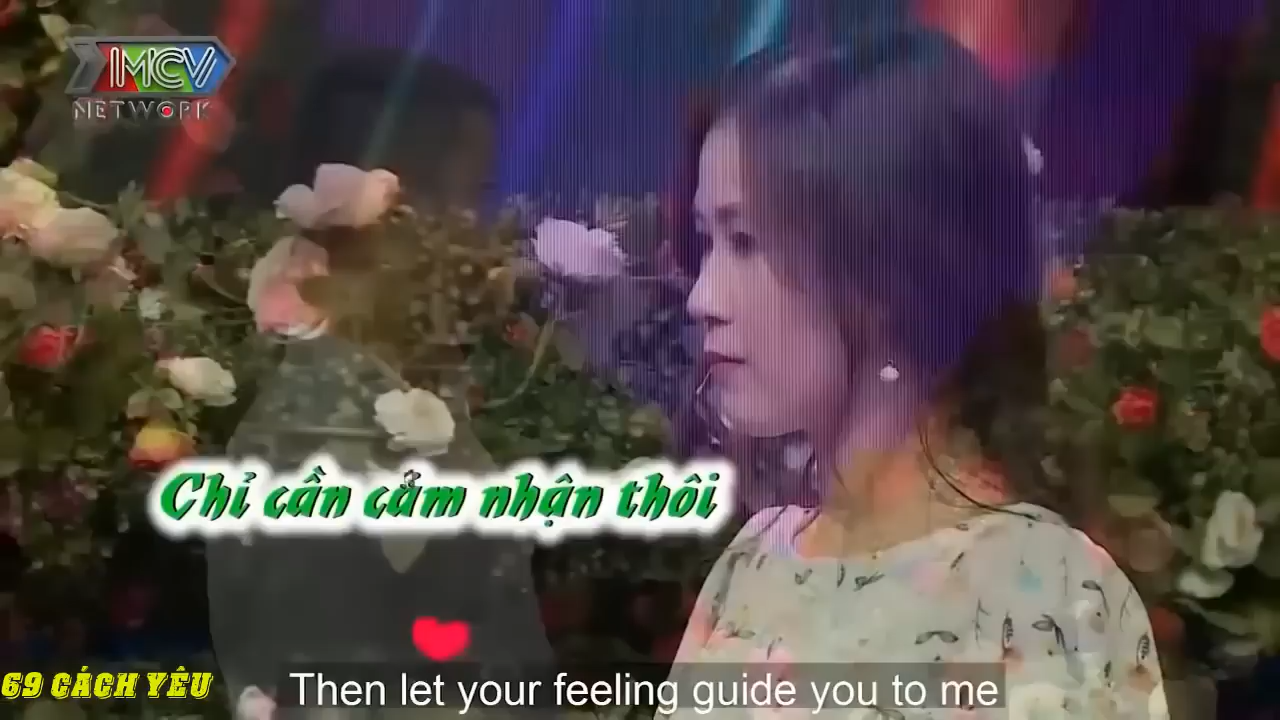 MCV
NETWORK
Chỉ cần cảm nhận thôi
69 CÁCH YÊU
Then let your feeling guide you to me